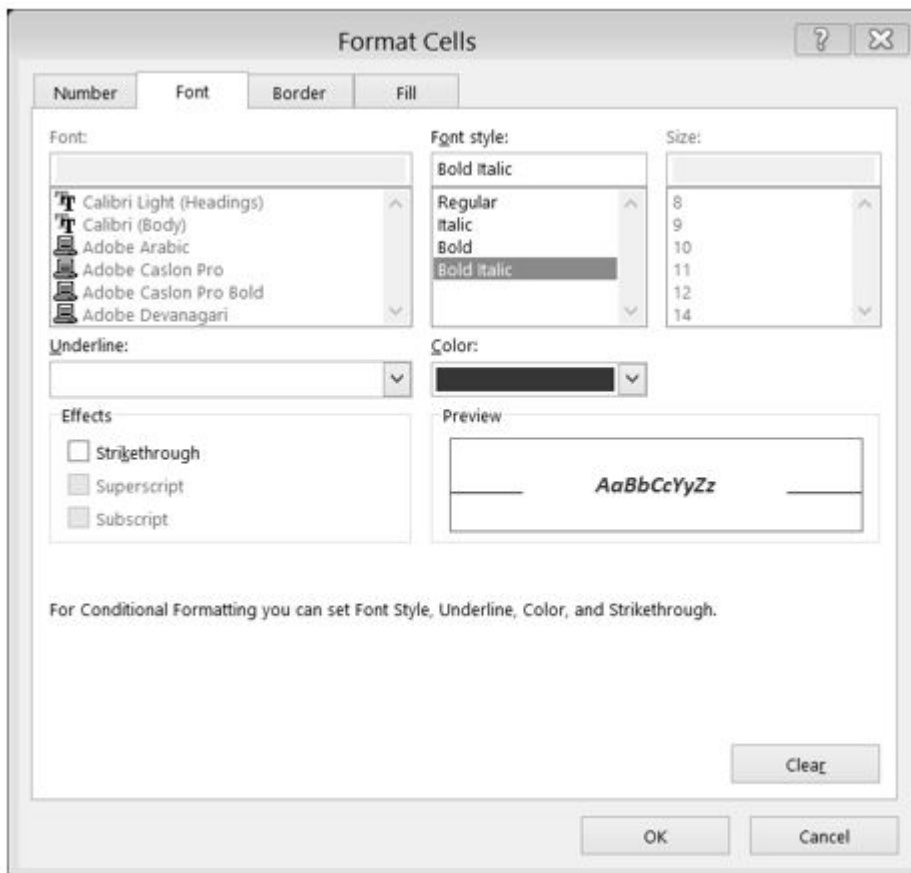 Format Cells
Number Font Border Fill
Font: Font style: Size:
Bold Italic
Calibri Light (Headings) Regular 8
Calibri (Body) Italic 9
Adobe Arabic Bold 10
Adobe Caslon Pro Bold Italic 11
Adobe Caslon Pro Bold 12
Adobe Devanagari 14
Underline: Color:
Effects Preview
Strikethrough
Superscript AaBbCcYyZz
Subscript
For Conditional Formatting you can set Font Style, Underline, Color, and Strikethrough.
Clear
OK Cancel